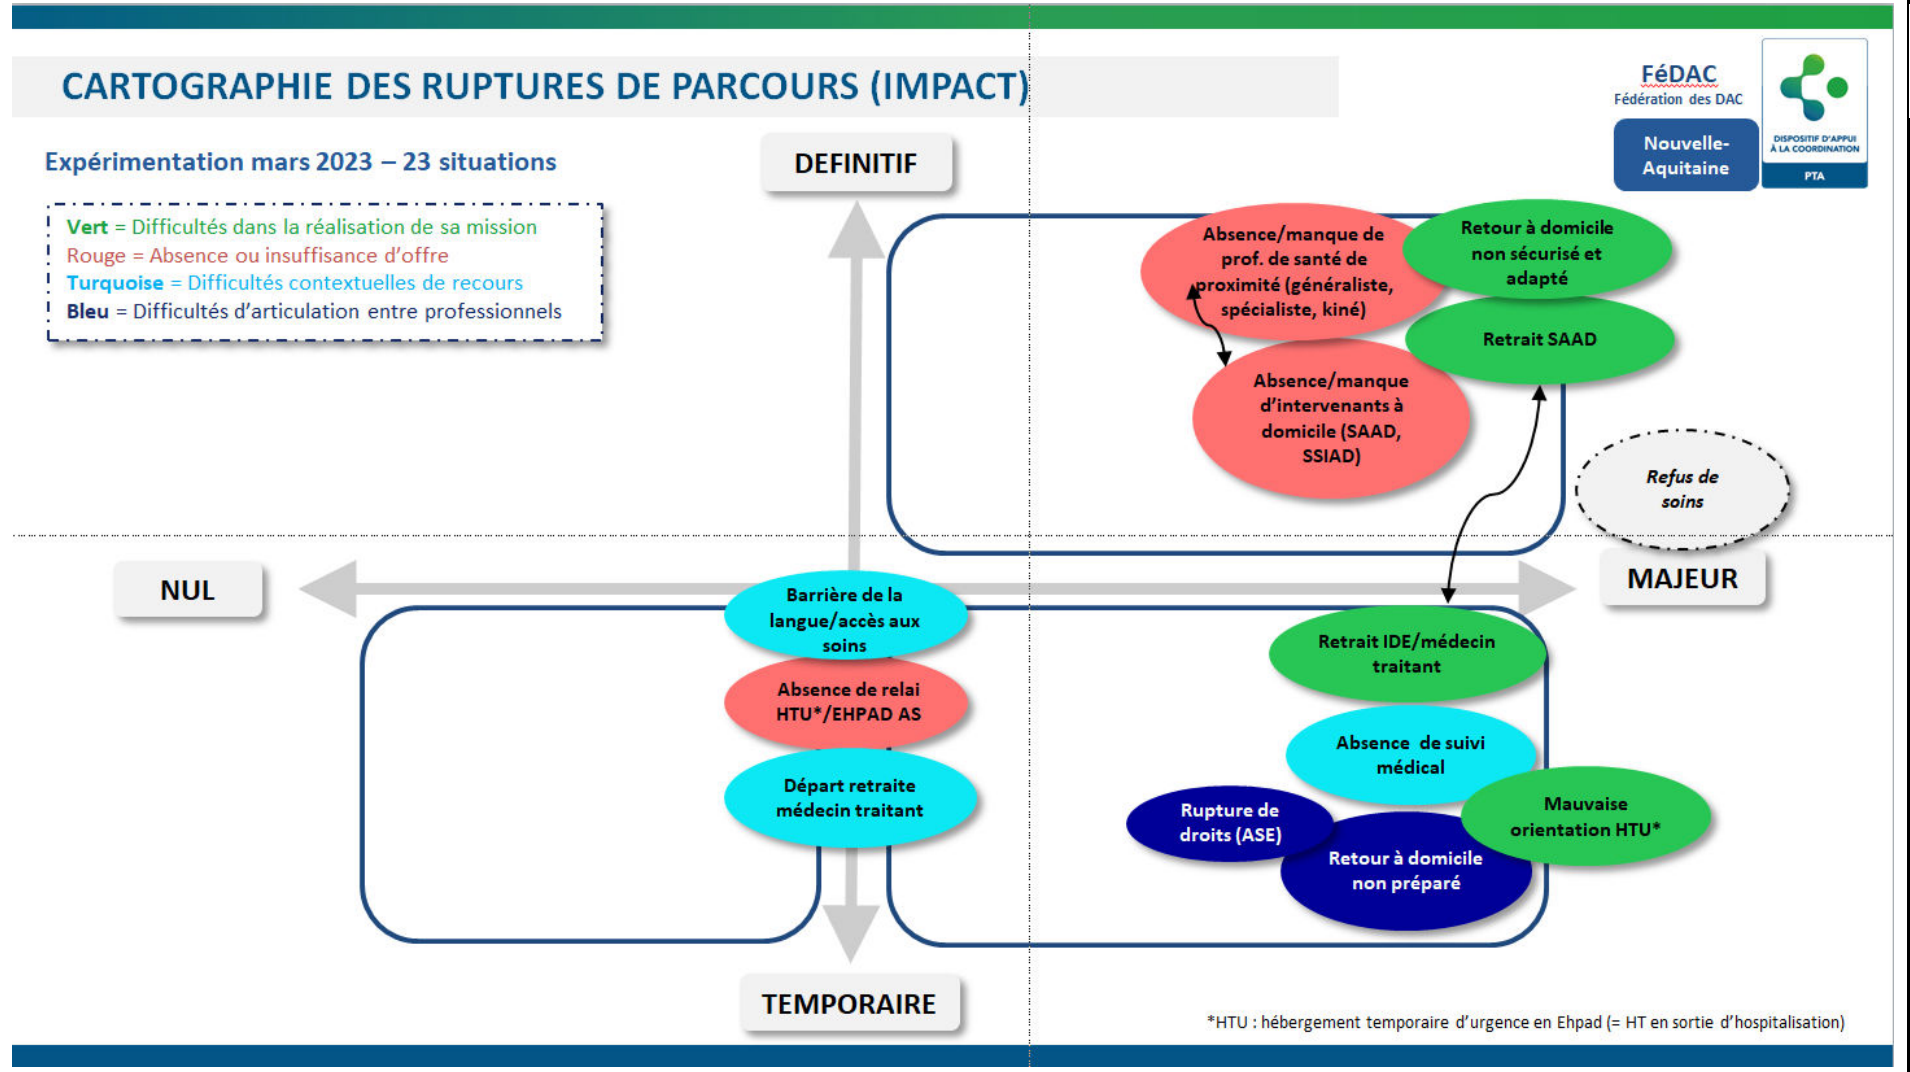 CARTOGRAPHIE DES RUPTURES DE PARCOURS (IMPACT)
FéDAC
Fédération des DAC
Nouvelle-
Aquitaine
DISPOSITIF D'APPUI
À LA COORDINATION
PTA
Expérimentation mars 2023 – 23 situations
Vert = Difficultés dans la réalisation de sa mission
Rouge = Absence ou insuffisance d'offre
Turquoise = Difficultés contextuelles de recours
Bleu = Difficultés d'articulation entre professionnels
DEFINITIF
Absence/manque de
prof. de santé de
proximité (généraliste,
spécialiste, kiné)
Retour à domicile
non sécurisé et
adapté
Retrait SAAD
Absence/manque
d'intervenants à
domicile (SAAD,
SSIAD)
Refus de
soins
NUL
MAJEUR
Barrière de la
langue/accès aux
soins
Absence de relai
HTU*/EHPAD AS
Départ retraite
médecin traitant
Retrait IDE/médecin
traitant
Absence de suivi
médical
Rupture de
droits (ASE)
Mauvaise
orientation HTU*
Retour à domicile
non préparé
TEMPORAIRE
*HTU : hébergement temporaire d'urgence en Ehpad (= HT en sortie d'hospitalisation)